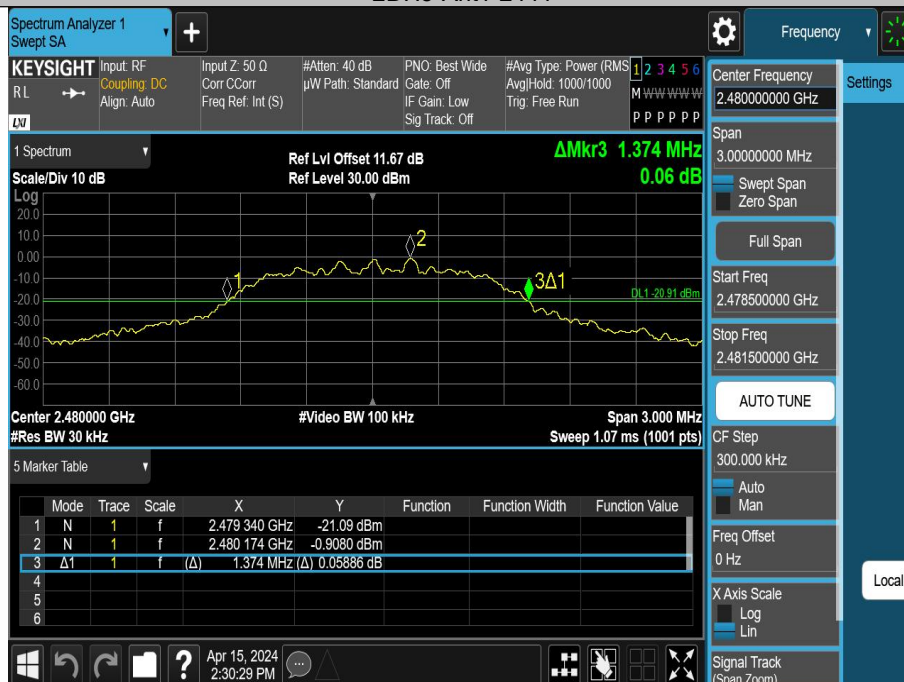 Spectrum Analyzer 1
Swept SA
Frequency
KEYSIGHT
RL
LXI
Input: RF
Coupling: DC
Align: Auto
Input Z: 50 Ω
Corr CCorr
Freq Ref: Int (S)
#Atten: 40 dB
µW Path: Standard
PNO: Best Wide
Gate: Off
IF Gain: Low
Sig Track: Off
#Avg Type: Power (RMS
Avg|Hold: 1000/1000
Trig: Free Run
1 2 3 4 5 6
M W W W W W
P P P P P P
1 Spectrum
Scale/Div 10 dB
Ref Lvl Offset 11.67 dB
Ref Level 30.00 dBm
ΔMkr3 1.374 MHz
0.06 dB
Log
20.0
10.0
0.00
-10.0
-20.0
-30.0
-40.0
-50.0
-60.0
1
2
3Δ1
DL1 -20.91 dBm
Center 2.480000 GHz
#Res BW 30 kHz
#Video BW 100 kHz
Span 3.000 MHz
Sweep 1.07 ms (1001 pts)
5 Marker Table
Mode Trace Scale X Y Function Function Width Function Value
1 N 1 f 2.479 340 GHz -21.09 dBm
2 N 1 f 2.480 174 GHz -0.9080 dBm
3 Δ1 1 f (Δ) 1.374 MHz (Δ) 0.05886 dB
4
5
6
Apr 15, 2024
2:30:29 PM
Center Frequency
2.480000000 GHz
Span
3.00000000 MHz
Swept Span
Zero Span
Full Span
Start Freq
2.478500000 GHz
Stop Freq
2.481500000 GHz
AUTO TUNE
CF Step
300.000 kHz
Auto
Man
Freq Offset
0 Hz
X Axis Scale
Log
Lin
Signal Track
(Span Zoom)
Settings
Local